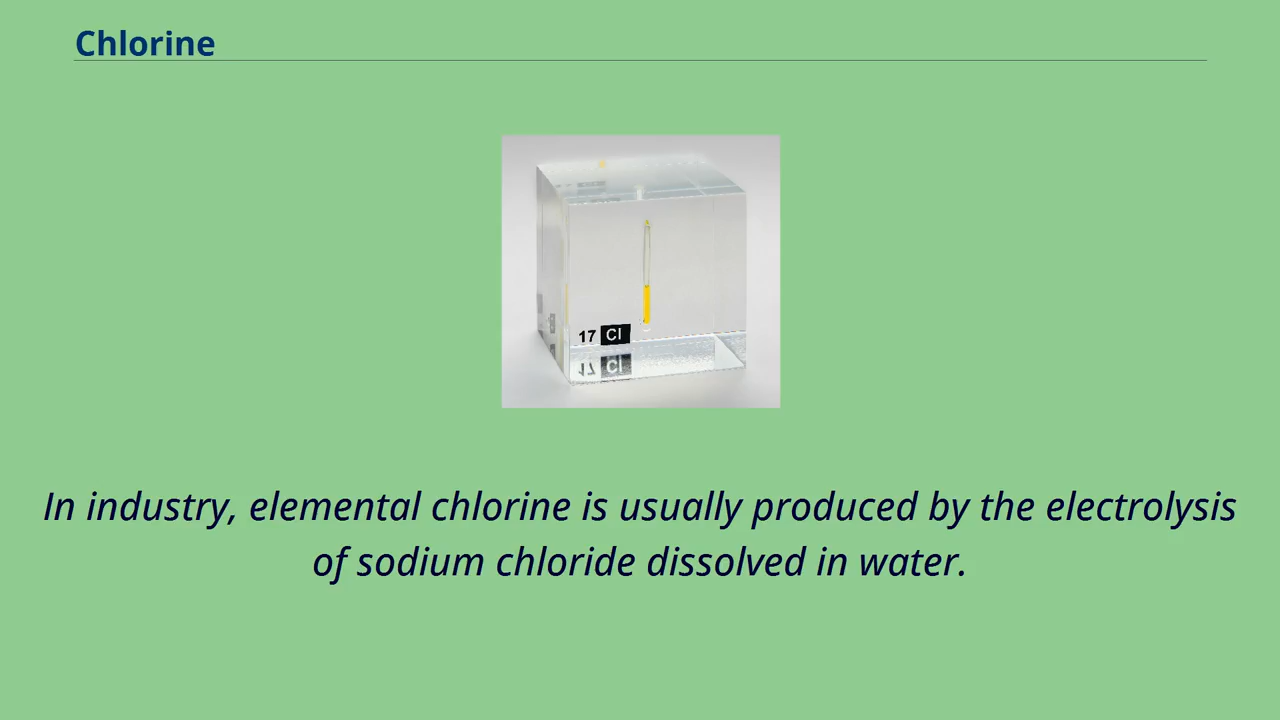 Chlorine
17 Cl
In industry, elemental chlorine is usually produced by the electrolysis
of sodium chloride dissolved in water.